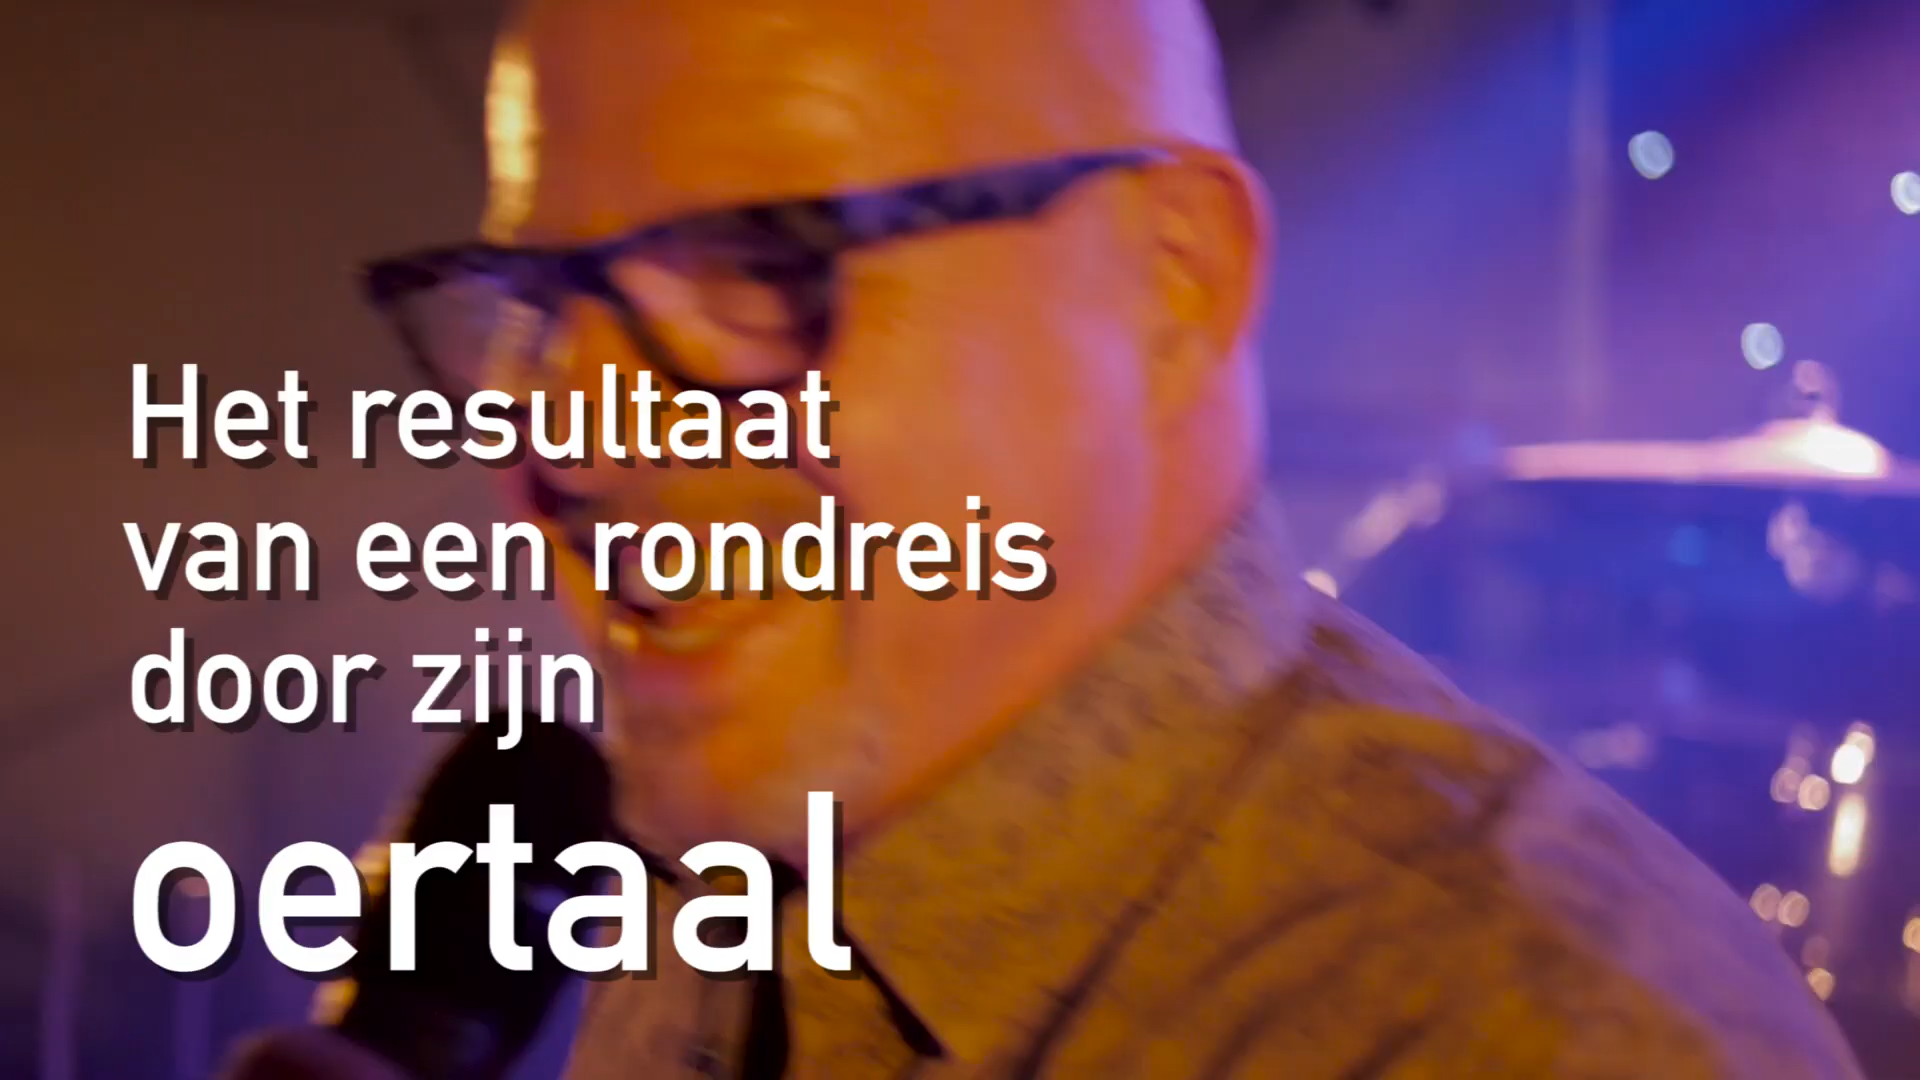 Het resultaat
van een rondreis
door zijn
oertaal